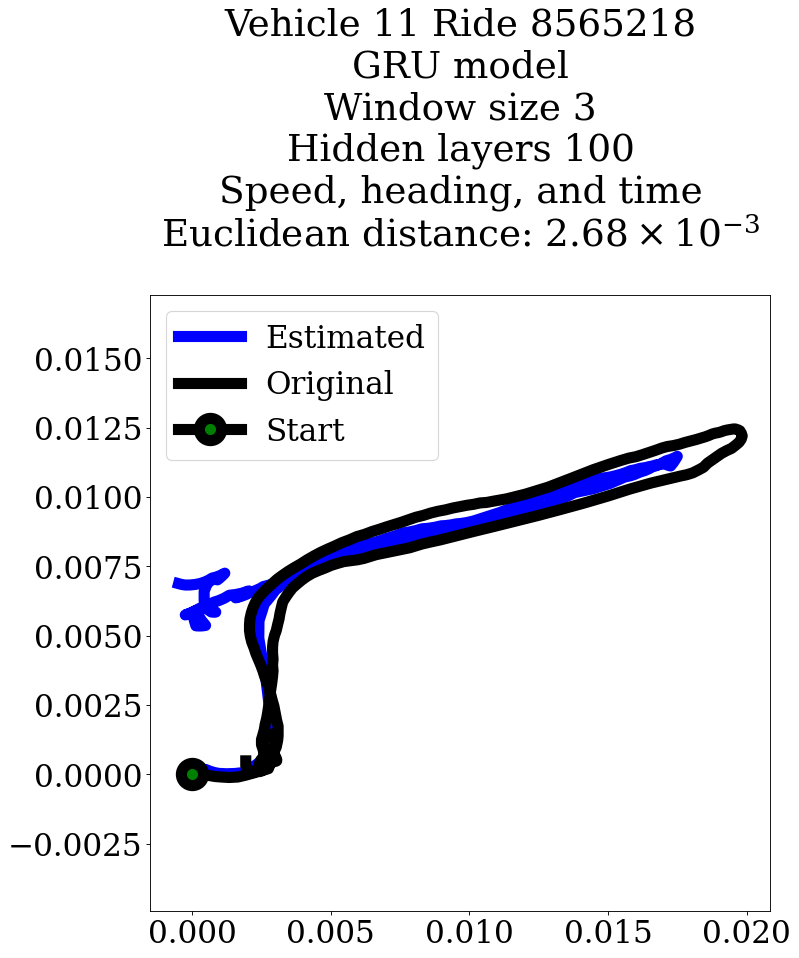 Vehicle 11 Ride 8565218
GRU model
Window size 3
Hidden layers 100
Speed, heading, and time
Euclidean distance: 2.68 × 10⁻³
Estimated
Original
Start
0.0150
0.0125
0.0100
0.0075
0.0050
0.0025
0.0000
−0.0025
0.000 0.005 0.010 0.015 0.020